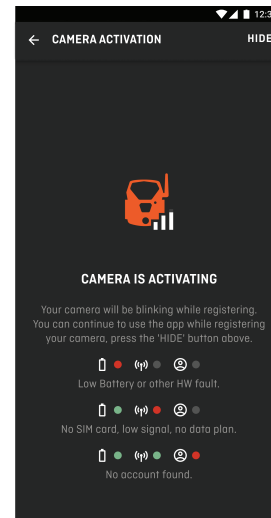 12:3
CAMERA ACTIVATION HIDE
CAMERA IS ACTIVATING
Your camera will be blinking while registering.
You can continue to use the app while registering
your camera, press the 'HIDE' button above.
Low Battery or other HW fault.
No SIM card, low signal, no data plan.
No account found.